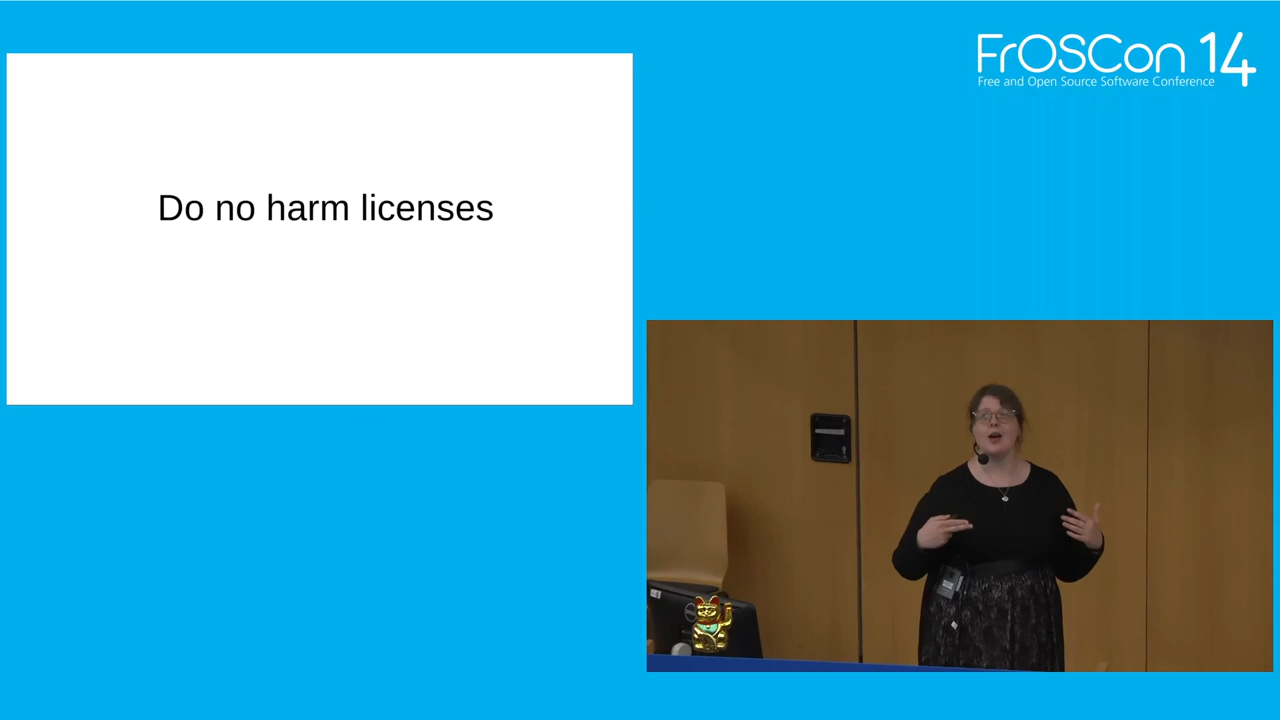 FrOSCon 14
Free and Open Source Software Conference
Do no harm licenses